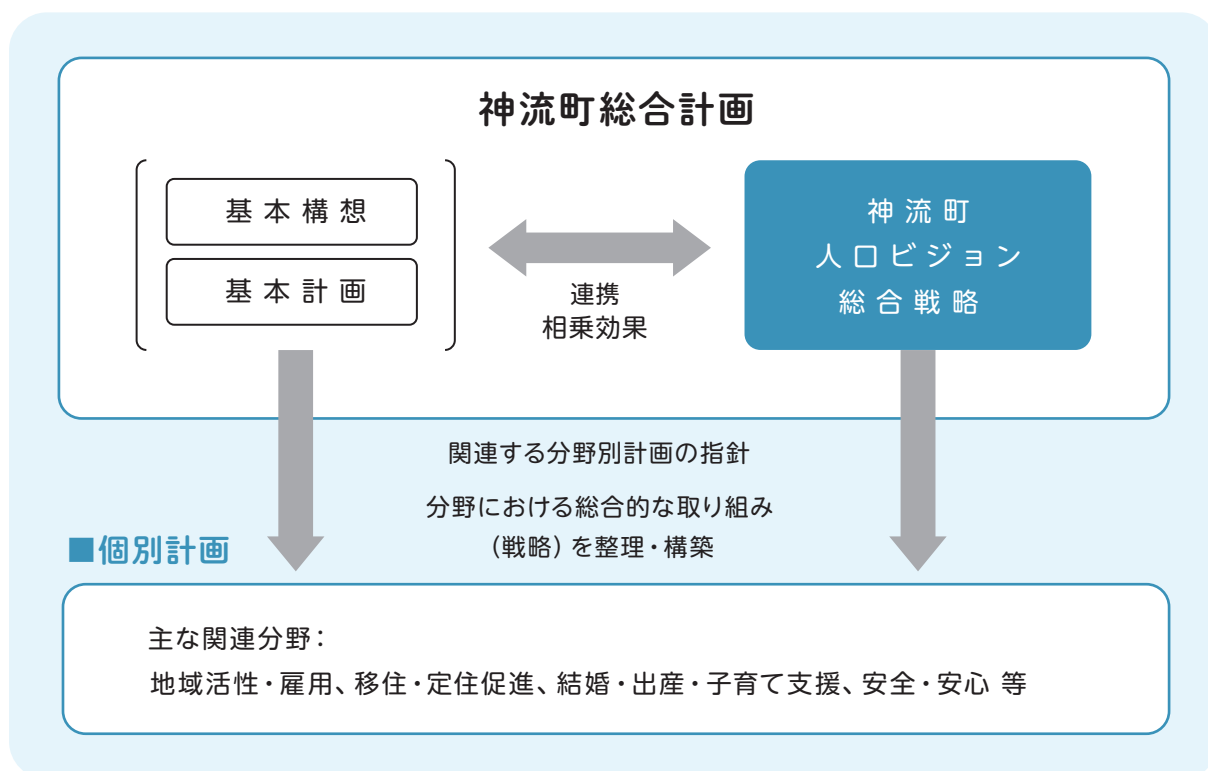 神流町総合計画
基本構想
基本計画
連携
相乗効果
神流町
人口ビジョン
総合戦略
関連する分野別計画の指針
分野における総合的な取り組み
(戦略)を整理・構築
■個別計画
主な関連分野：
地域活性・雇用、移住・定住促進、結婚・出産・子育て支援、安全・安心 等